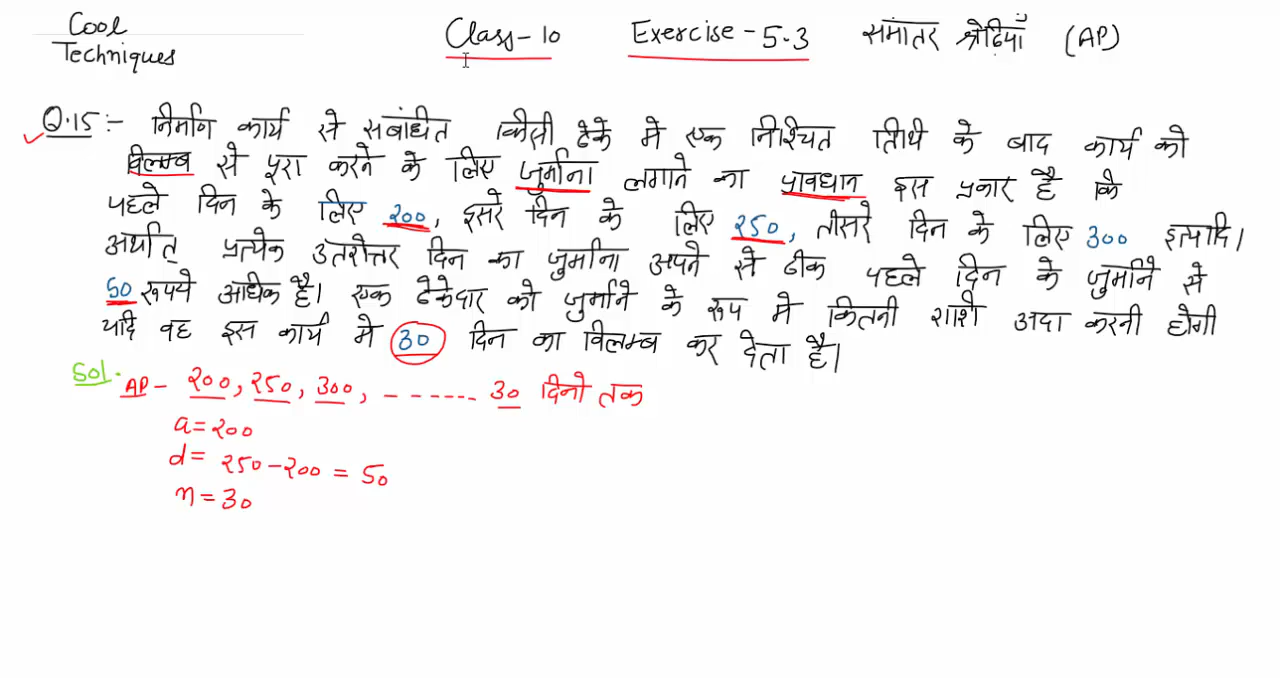 Cool
Techniques
Class-10 Exercise-5.3 समांतर श्रेढ़ियाँ (AP)
Q.15:- निर्माण कार्य से सबांधित किसी ठेके मे एक निश्चित तिथि के बाद कार्य को
विलम्ब से पूरा करने के लिए जुर्माना लगाने का प्रावधान इस प्रकार है कि
पहले दिन के लिए 200, दूसरे दिन के लिए 250, तीसरे दिन के लिए 300 इत्यादि।
अर्थात् प्रत्येक उतरोत्तर दिन का जुर्माना अपने से ठीक पहले दिन के जुर्माने से
50 रूपये अधिक है। एक ठेकेदार को जुर्माने के रूप मे कितनी राशि अदा करनी होगी
यदि वह इस कार्य मे 30 दिन का विलम्ब कर देता है।
Sol.
AP- 200, 250, 300, ------- 30 दिनो तक
a=200
d= 250-200 = 50
n=30